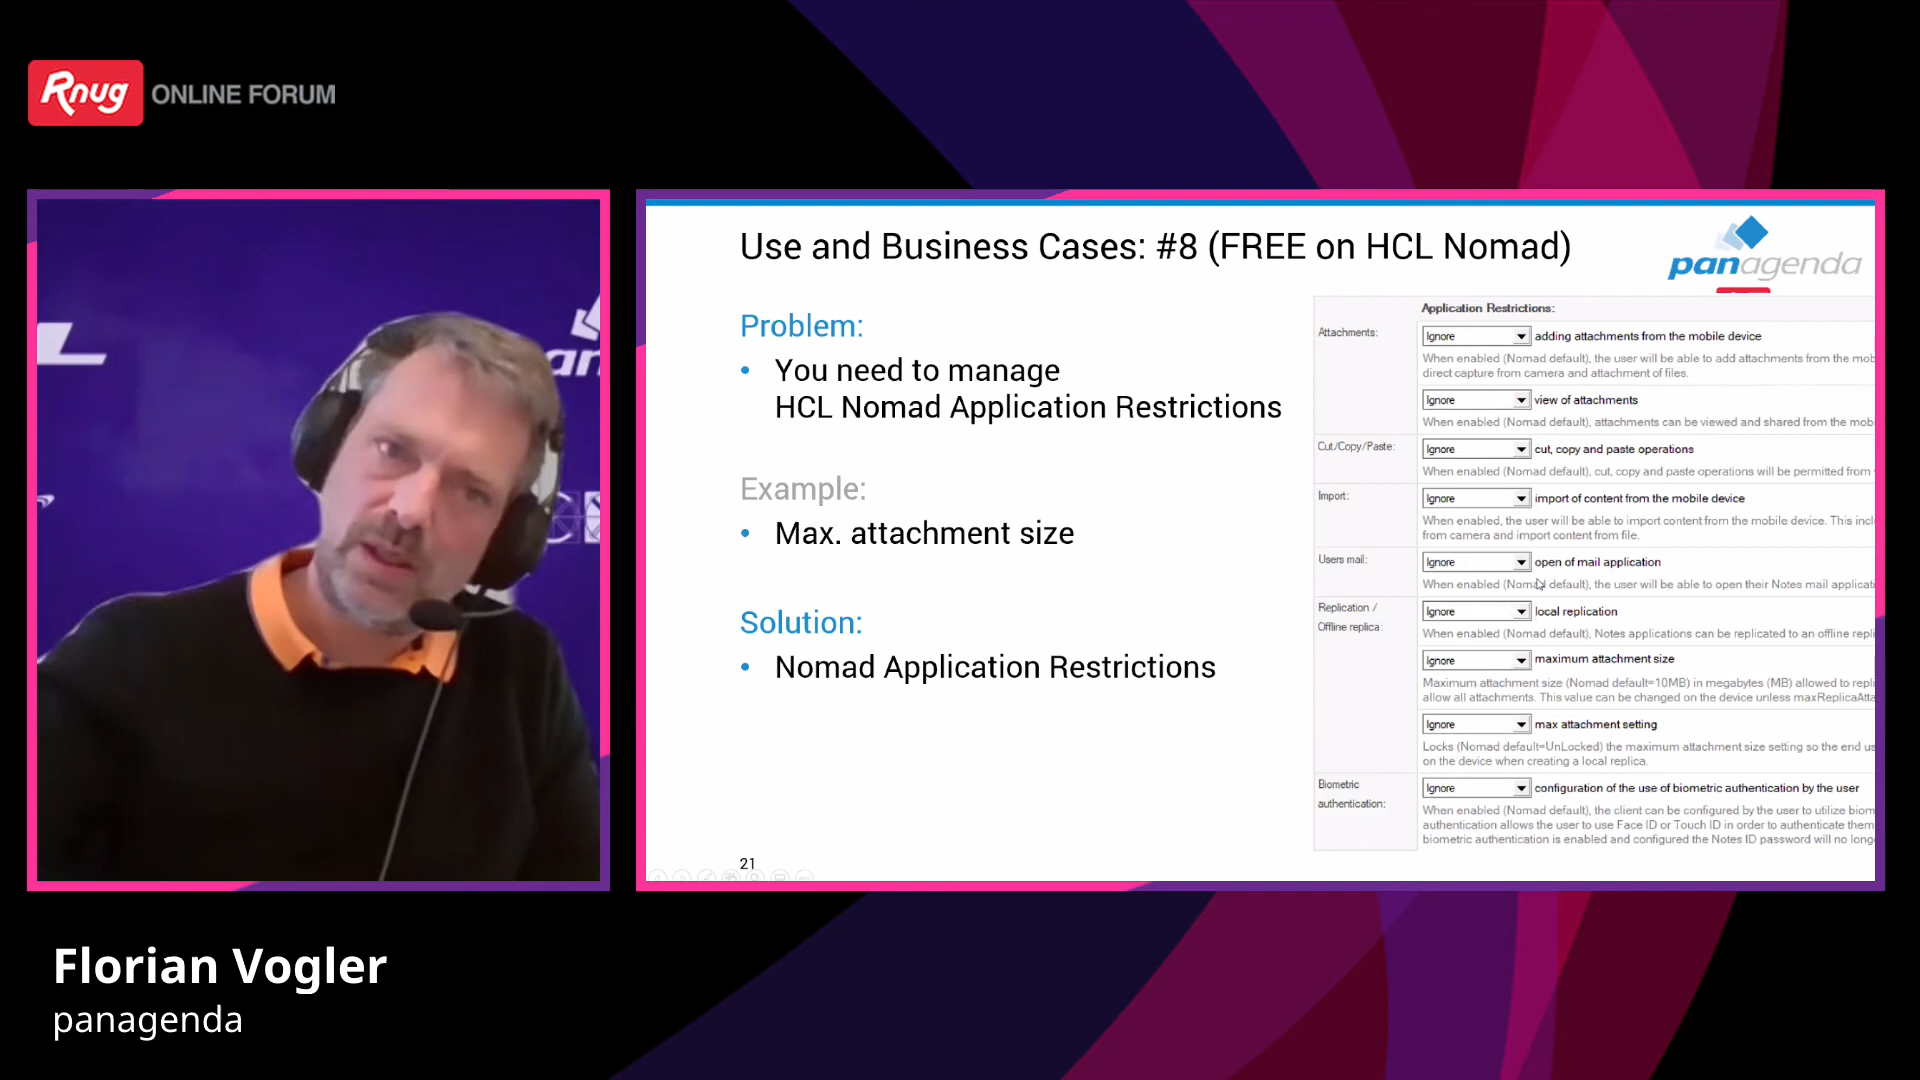 Rnug ONLINE FORUM
Use and Business Cases: #8 (FREE on HCL Nomad)
panagenda
Problem:
• You need to manage
HCL Nomad Application Restrictions
Example:
• Max. attachment size
Solution:
• Nomad Application Restrictions
21
Application Restrictions:
Attachments:
Ignore adding attachments from the mobile device
When enabled (Nomad default), the user will be able to add attachments from the mob
direct capture from camera and attachment of files.
Ignore view of attachments
When enabled (Nomad default), attachments can be viewed and shared from the mob
Cut/Copy/Paste:
Ignore cut, copy and paste operations
When enabled (Nomad default), cut, copy and paste operations will be permitted from
Import:
Ignore import of content from the mobile device
When enabled, the user will be able to import content from the mobile device. This incl
from camera and import content from file.
Users mail:
Ignore open of mail application
When enabled (Nomad default), the user will be able to open their Notes mail applicati
Replication /
Offline replica:
Ignore local replication
When enabled (Nomad default), Notes applications can be replicated to an offline repli
Ignore maximum attachment size
Maximum attachment size (Nomad default=10MB) in megabytes (MB) allowed to repli
allow all attachments. This value can be changed on the device unless maxReplicaAtta
Ignore max attachment setting
Locks (Nomad default=UnLocked) the maximum attachment size setting so the end us
on the device when creating a local replica.
Biometric
authentication:
Ignore configuration of the use of biometric authentication by the user
When enabled (Nomad default), the client can be configured by the user to utilize biom
authentication allows the user to use Face ID or Touch ID in order to authenticate them
biometric authentication is enabled and configured the Notes ID password will no long
Florian Vogler
panagenda